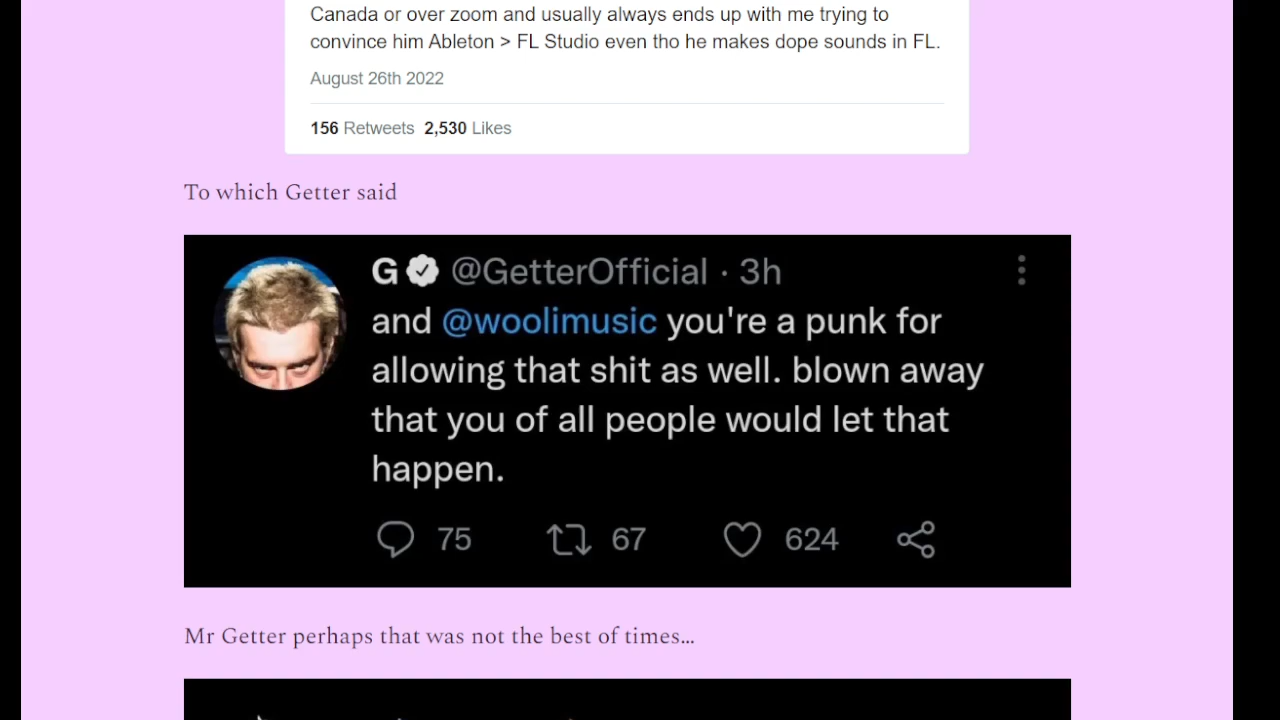 Canada or over zoom and usually always ends up with me trying to
convince him Ableton > FL Studio even tho he makes dope sounds in FL.
August 26th 2022
156 Retweets 2,530 Likes
To which Getter said
G @GetterOfficial · 3h
and @woolimusic you're a punk for
allowing that shit as well. blown away
that you of all people would let that
happen.
75 67 624
Mr Getter perhaps that was not the best of times...